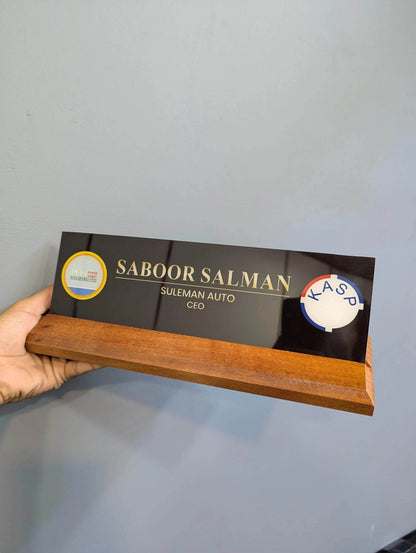 SABOOR SALMAN
SULEMAN AUTO
CEO
KASP